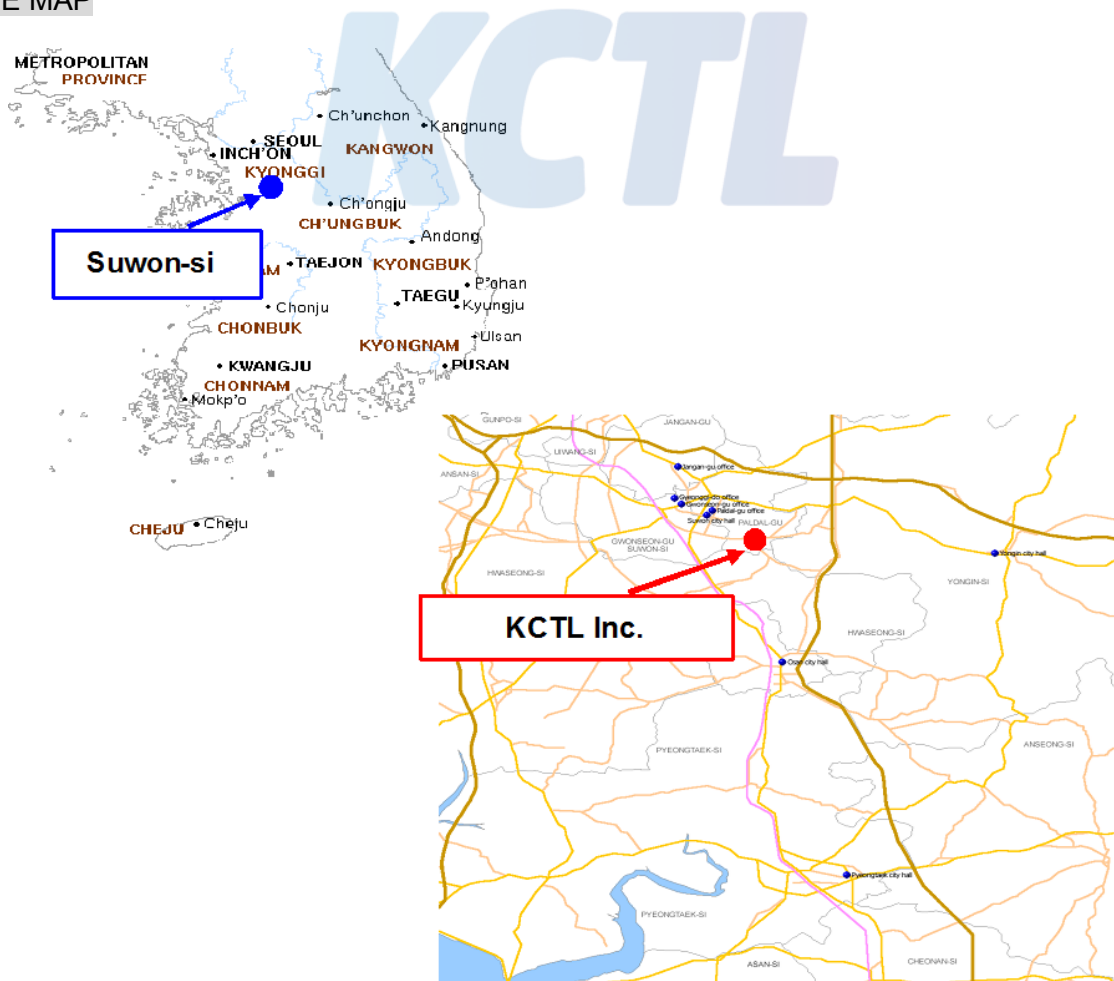 E MAP
KCTL
METROPOLITAN
PROVINCE
Ch'unchon
Kangnung
SEOUL
INCH'ON
KANGWON
KYONGGI
Ch'ongju
CH'UNGBUK
Suwon-si
Andong
AM
TAEJON
KYONGBUK
P'ohan
TAEGU
Kyungju
Chonju
CHONBUK
Ulsan
KYONGNAM
KWANGJU
PUSAN
CHONNAM
Mokp'o
CHEJU
Cheju
GUNPO-SI
JANGAN-GU
UIWANG-SI
Jangan-gu office
ANSAN-SI
Gyeonggi-do office
Gwonseon-gu office
Paldal-gu office
Suwon city hall
PALDAL-GU
GWONSEON-GU
SUWON-SI
Yongin city hall
HWASEONG-SI
YONGIN-SI
KCTL Inc.
HWASEONG-SI
Osan city hall
PYEONGTAEK-SI
ANSEONG-SI
Pyeongtaek city hall
PYEONGTAEK-SI
ASAN-SI
CHEONAN-SI